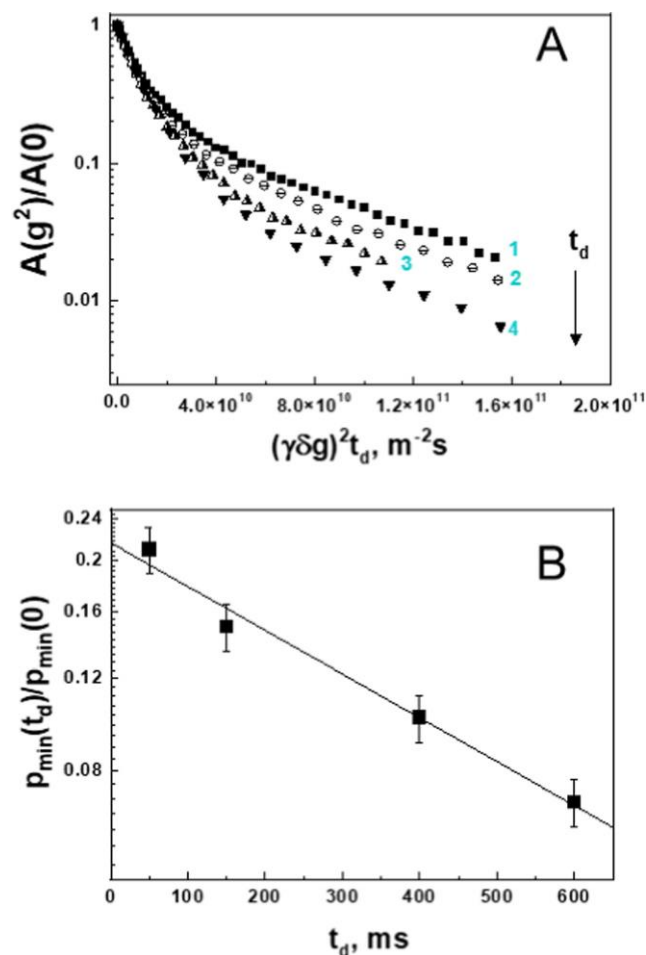 A
A(g²)/A(0)
1
0.1
0.01
1
2
3
4
t_d
0.0 4.0×10¹⁰ 8.0×10¹⁰ 1.2×10¹¹ 1.6×10¹¹ 2.0×10¹¹
(γδg)²t_d, m⁻²s
B
p_min(t_d)/p_min(0)
0.24
0.2
0.16
0.12
0.08
0 100 200 300 400 500 600
t_d, ms